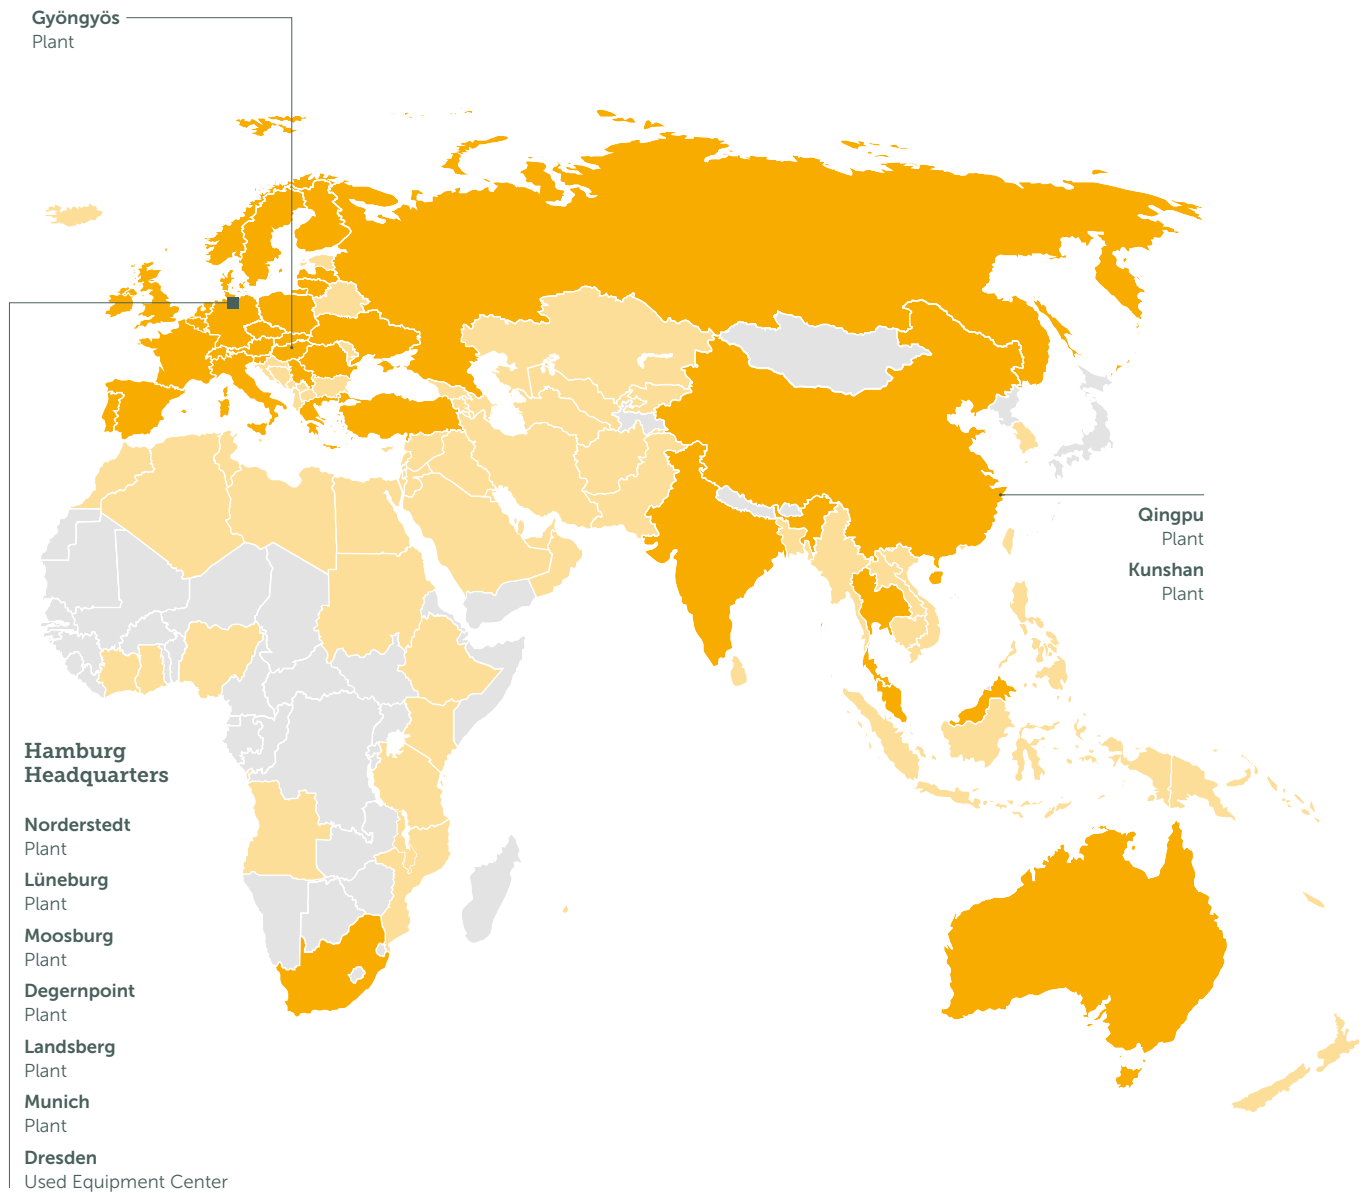 Gyöngyös
Plant
Qingpu
Plant
Kunshan
Plant
Hamburg
Headquarters
Norderstedt
Plant
Lüneburg
Plant
Moosburg
Plant
Degernpoint
Plant
Landsberg
Plant
Munich
Plant
Dresden
Used Equipment Center